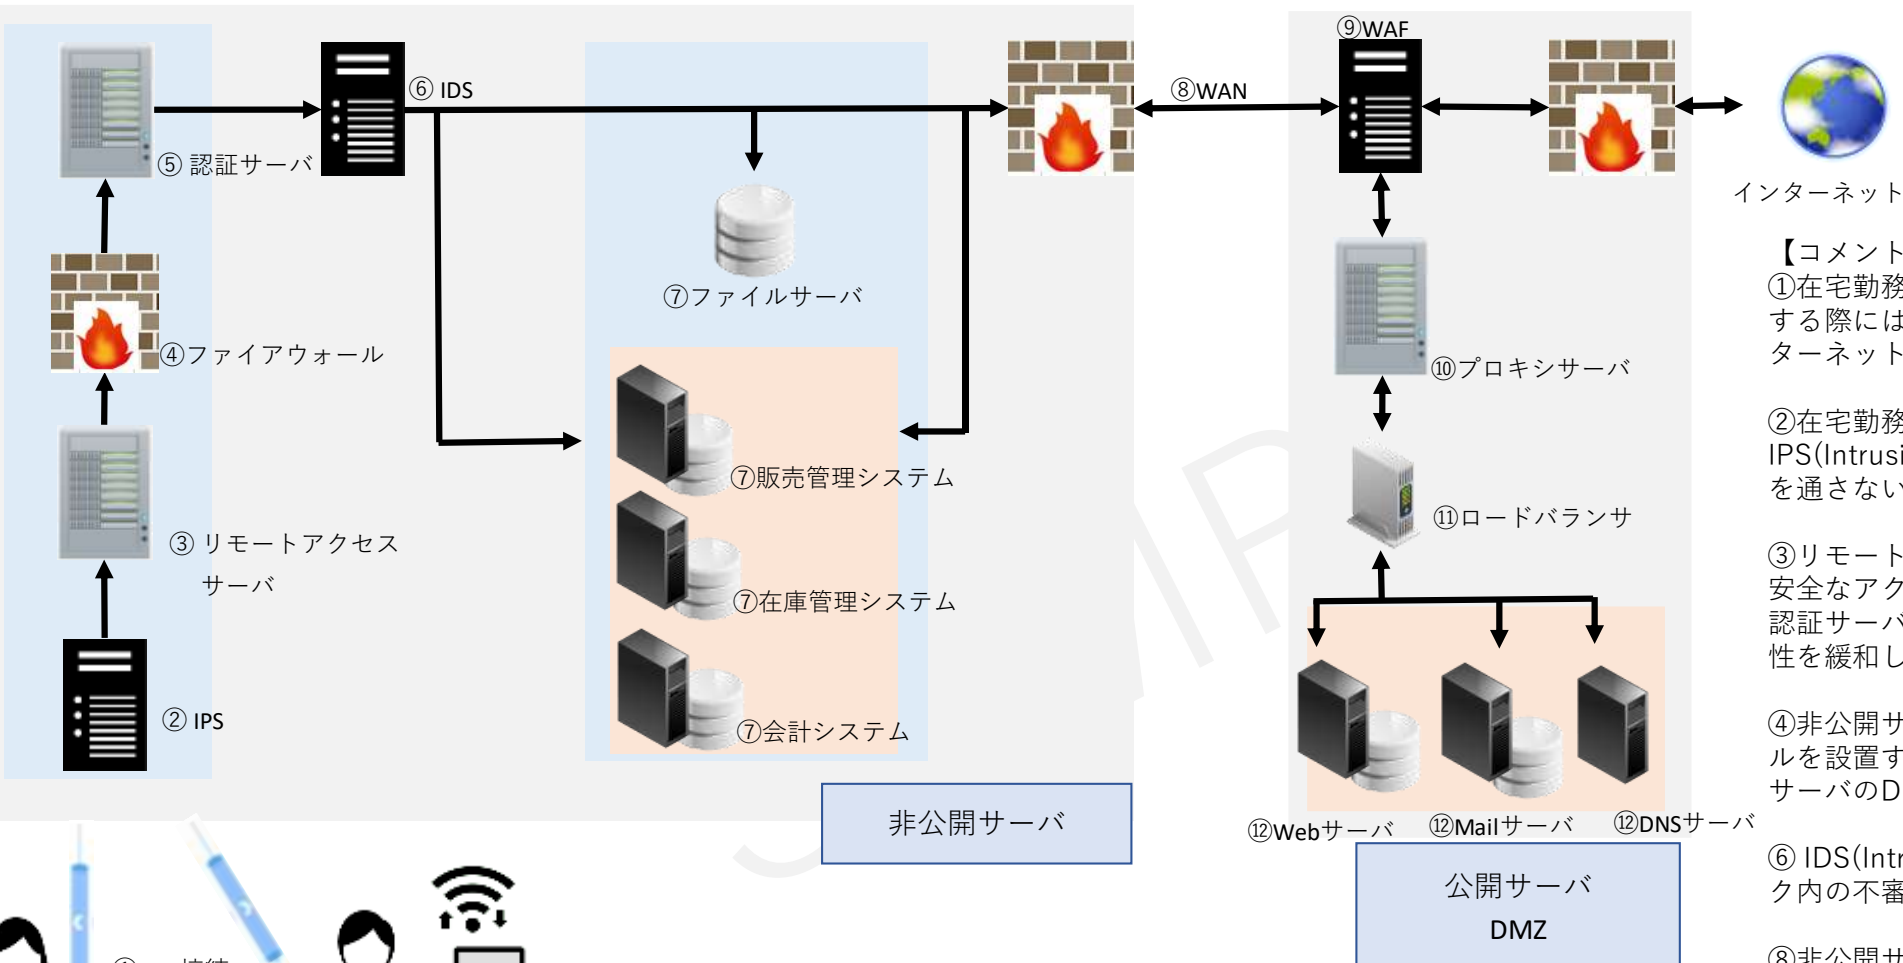 ⑨WAF
⑥ IDS
⑧WAN
⑤ 認証サーバ
インターネット
⑦ファイルサーバ
④ファイアウォール
⑩プロキシサーバ
⑦販売管理システム
⑪ロードバランサ
③ リモートアクセス
サーバ
⑦在庫管理システム
② IPS
⑦会計システム
非公開サーバ
⑫Webサーバ
⑫Mailサーバ
⑫DNSサーバ
公開サーバ
DMZ
【コメント
①在宅勤務
する際には
ターネット
②在宅勤務
IPS(Intrusi
を通さない
③リモート
安全なアク
認証サーバ
性を緩和し
④非公開サ
ルを設置す
サーバのD
⑥ IDS(Intr
ク内の不審
⑧非公開サ